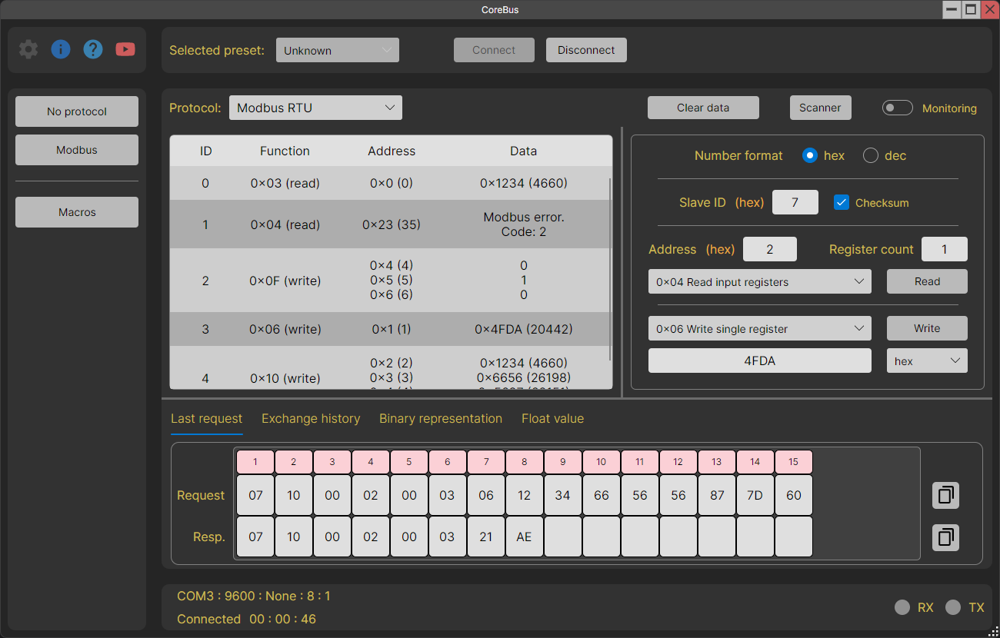 CoreBus
Selected preset: Unknown Connect Disconnect
No protocol
Modbus
Macros
Protocol: Modbus RTU Clear data Scanner Monitoring
ID Function Address Data
0 0×03 (read) 0×0 (0) 0×1234 (4660)
1 0×04 (read) 0×23 (35) Modbus error.
Code: 2
2 0×0F (write) 0×4 (4) 0
0×5 (5) 1
0×6 (6) 0
3 0×06 (write) 0×1 (1) 0×4FDA (20442)
4 0×10 (write) 0×2 (2) 0×1234 (4660)
0×3 (3) 0×6656 (26198)
Number format hex dec
Slave ID (hex) 7 Checksum
Address (hex) 2 Register count 1
0×04 Read input registers Read
0×06 Write single register Write
4FDA hex
Last request Exchange history Binary representation Float value
1 2 3 4 5 6 7 8 9 10 11 12 13 14 15
Request 07 10 00 02 00 03 06 12 34 66 56 56 87 7D 60
Resp. 07 10 00 02 00 03 21 AE
COM3 : 9600 : None : 8 : 1
Connected 00 : 00 : 46
RX TX